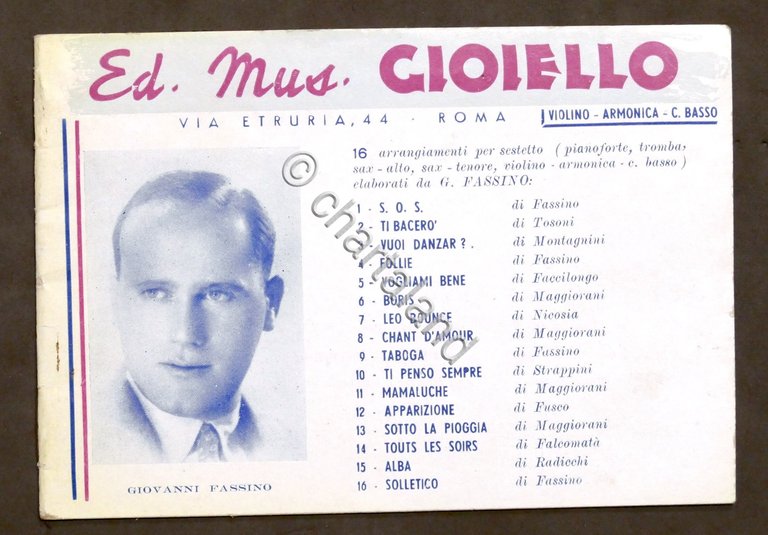 Ed. Mus. GIOIELLO
VIA ETRURIA, 44 - ROMA
VIOLINO - ARMONICA - C. BASSO
16 arrangiamenti per sestetto ( pianoforte, tromba,
sax - alto, sax - tenore, violino - armonica - c. basso )
elaborati da G. FASSINO:
1 - S. O. S. di Fassino
2 - TI BACERO' di Tosoni
3 - VUOI DANZAR ? . di Montagnini
4 - FOLLIE di Fassino
5 - VOGLIAMI BENE di Faccilongo
6 - BORIS di Maggiorani
7 - LEO BOUNCE di Nicosia
8 - CHANT D'AMOUR di Maggiorani
9 - TABOGA di Fassino
10 - TI PENSO SEMPRE di Strappini
11 - MAMALUCHE di Maggiorani
12 - APPARIZIONE di Fusco
13 - SOTTO LA PIOGGIA di Maggiorani
14 - TOUTS LES SOIRS di Falcomatà
15 - ALBA di Radicchi
16 - SOLLETICO di Fassino
GIOVANNI FASSINO
© chartaland